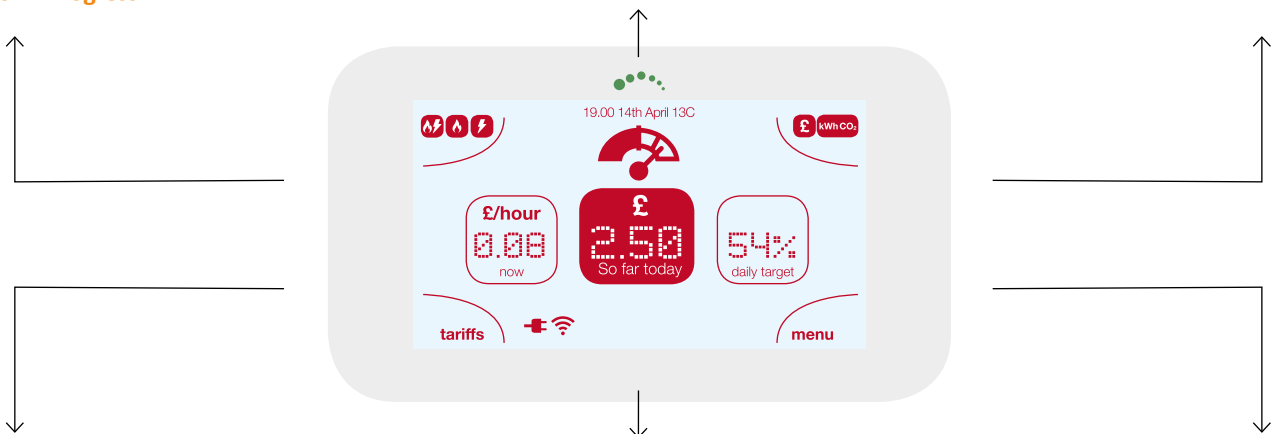 19.00 14th April 13C
£
kWh CO₂
£/hour
0.08
now
£
2.50
So far today
54%
daily target
tariffs
menu